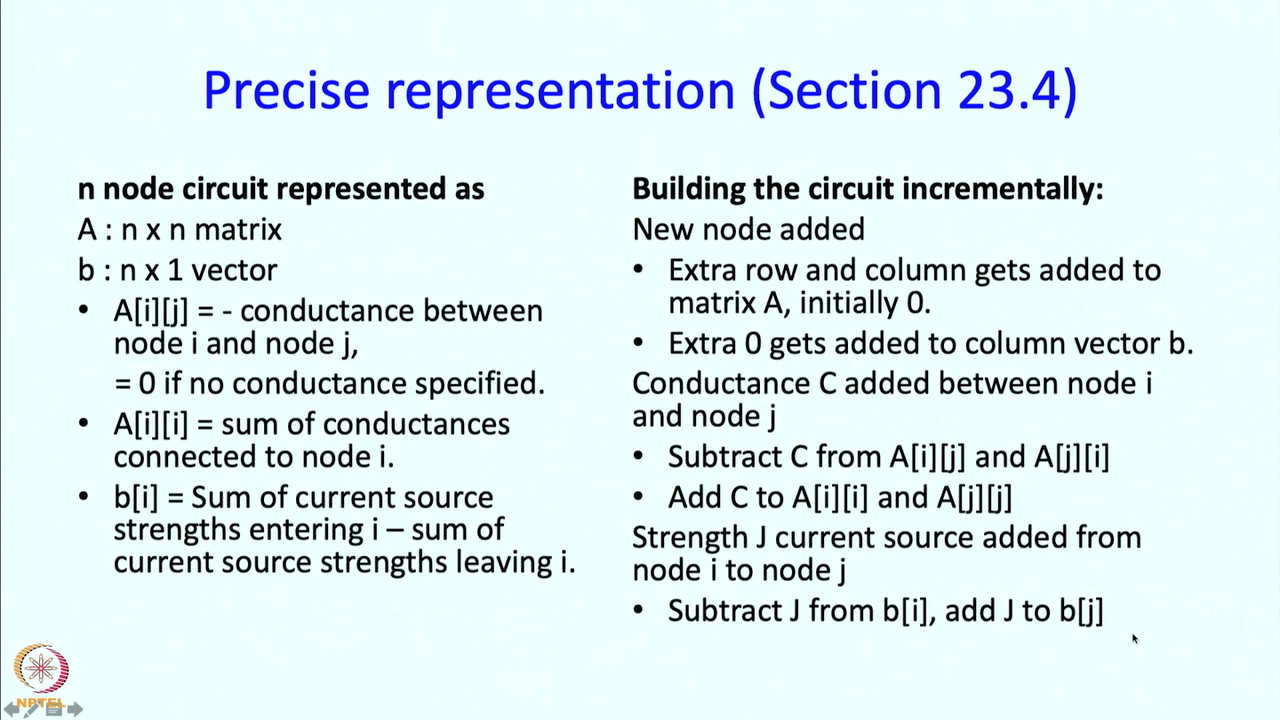 Precise representation (Section 23.4)
n node circuit represented as
A : n x n matrix
b : n x 1 vector
• A[i][j] = - conductance between
node i and node j,
= 0 if no conductance specified.
• A[i][i] = sum of conductances
connected to node i.
• b[i] = Sum of current source
strengths entering i – sum of
current source strengths leaving i.
Building the circuit incrementally:
New node added
• Extra row and column gets added to
matrix A, initially 0.
• Extra 0 gets added to column vector b.
Conductance C added between node i
and node j
• Subtract C from A[i][j] and A[j][i]
• Add C to A[i][i] and A[j][j]
Strength J current source added from
node i to node j
• Subtract J from b[i], add J to b[j]
NPTEL